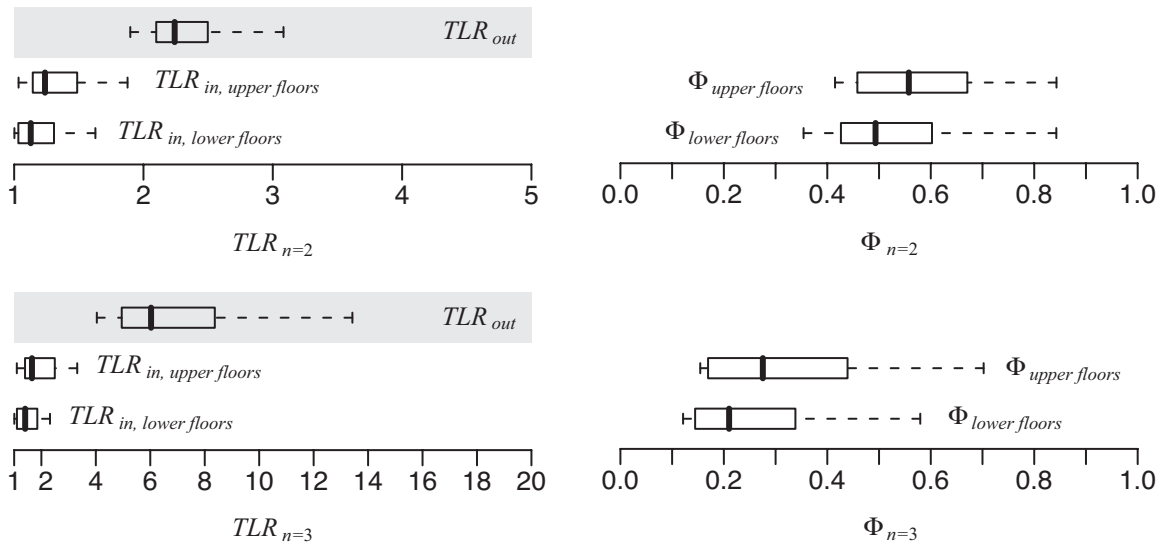 TLR out
TLR in, upper floors
TLR in, lower floors
1 2 3 4 5
TLR n=2
Φ upper floors
Φ lower floors
0.0 0.2 0.4 0.6 0.8 1.0
Φ n=2
TLR out
TLR in, upper floors
TLR in, lower floors
1 2 4 6 8 10 12 14 16 18 20
TLR n=3
Φ upper floors
Φ lower floors
0.0 0.2 0.4 0.6 0.8 1.0
Φ n=3